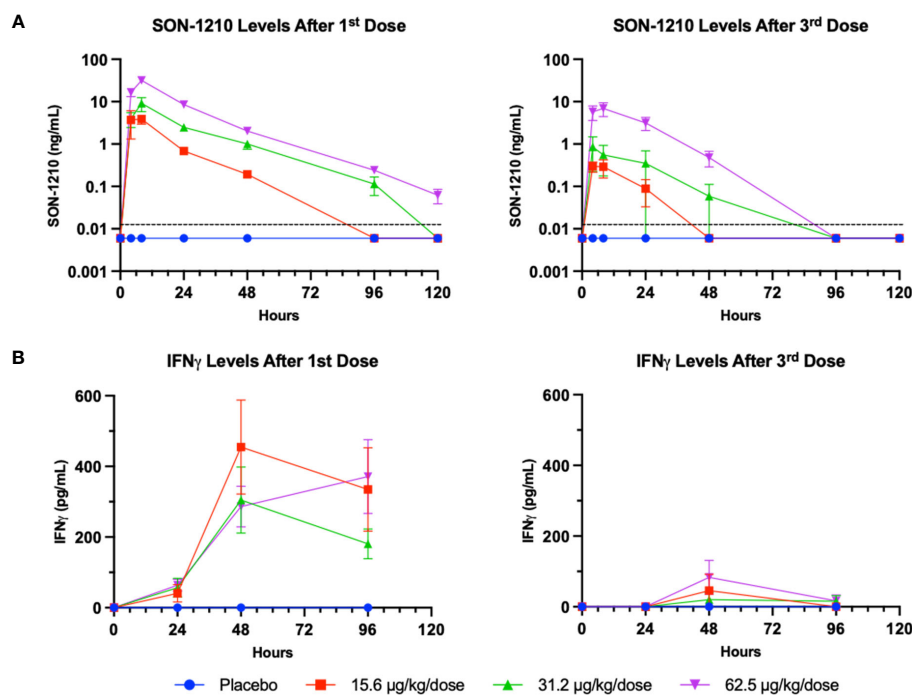 A
SON-1210 Levels After 1st Dose
SON-1210 (ng/mL)
100
10
1
0.1
0.01
0.001
0 24 48 72 96 120
Hours
SON-1210 Levels After 3rd Dose
SON-1210 (ng/mL)
100
10
1
0.1
0.01
0.001
0 24 48 72 96 120
Hours
B
IFNγ Levels After 1st Dose
IFNγ (pg/mL)
600
400
200
0
0 24 48 72 96 120
Hours
IFNγ Levels After 3rd Dose
IFNγ (pg/mL)
600
400
200
0
0 24 48 72 96 120
Hours
Placebo 15.6 µg/kg/dose 31.2 µg/kg/dose 62.5 µg/kg/dose